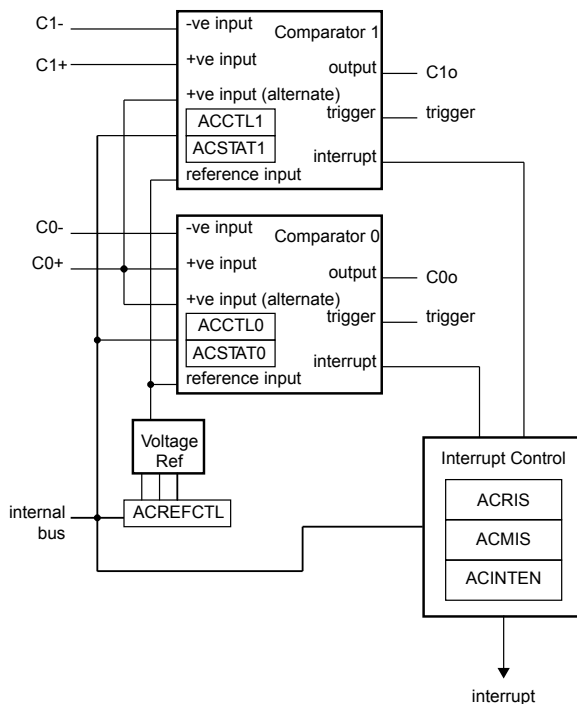 C1-
-ve input
Comparator 1
C1+
+ve input
output
C1o
+ve input (alternate)
trigger
trigger
ACCTL1
ACSTAT1
interrupt
reference input
C0-
-ve input
Comparator 0
C0+
+ve input
output
C0o
+ve input (alternate)
trigger
trigger
ACCTL0
ACSTAT0
interrupt
reference input
Voltage
Ref
Interrupt Control
internal
bus
ACREFCTL
ACRIS
ACMIS
ACINTEN
interrupt